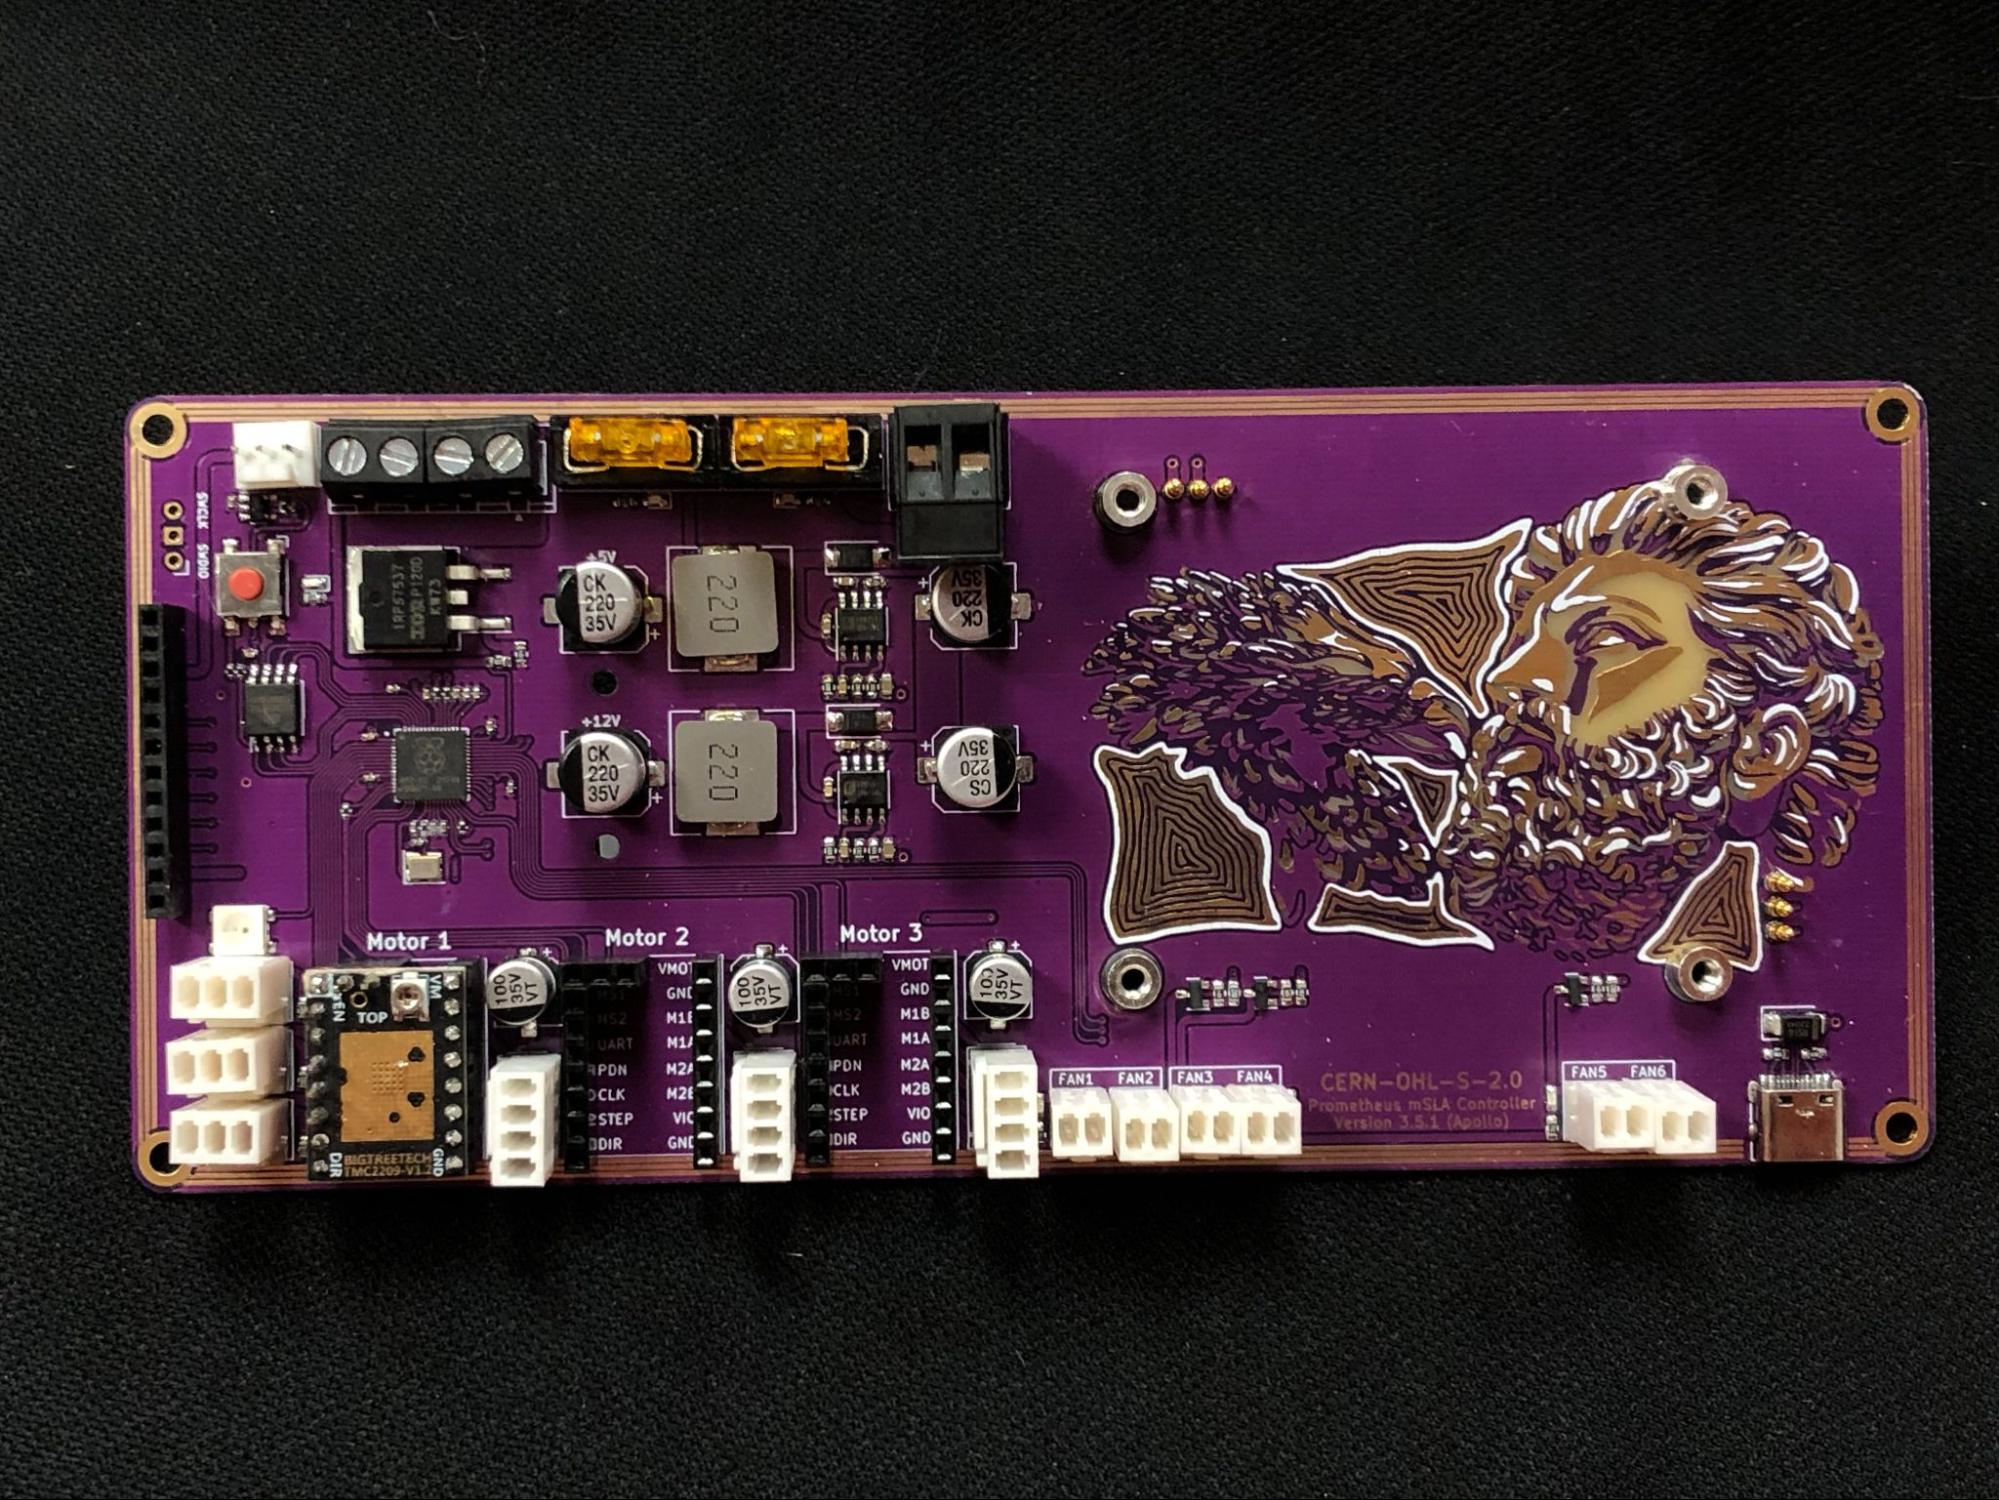 SWCLK
SWDIO
+5V
CK
220
35V
220
CK
220
35V
+12V
CK
220
35V
220
CS
220
35V
Motor 1
Motor 2
Motor 3
VM
EN
TOP
DIR
GND
BIGTREETECH
TMC2209-V1.2
100
35V
VT
MS1
MS2
UART
PDN
CLK
STEP
DIR
VMOT
GND
M1B
M1A
M2A
M2B
VIO
GND
100
35V
VT
MS1
MS2
UART
PDN
CLK
STEP
DIR
VMOT
GND
M1B
M1A
M2A
M2B
VIO
GND
100
35V
VT
FAN1
FAN2
FAN3
FAN4
CERN-OHL-S-2.0
Prometheus mSLA Controller
Version 3.5.1 (Apollo)
FAN5
FAN6